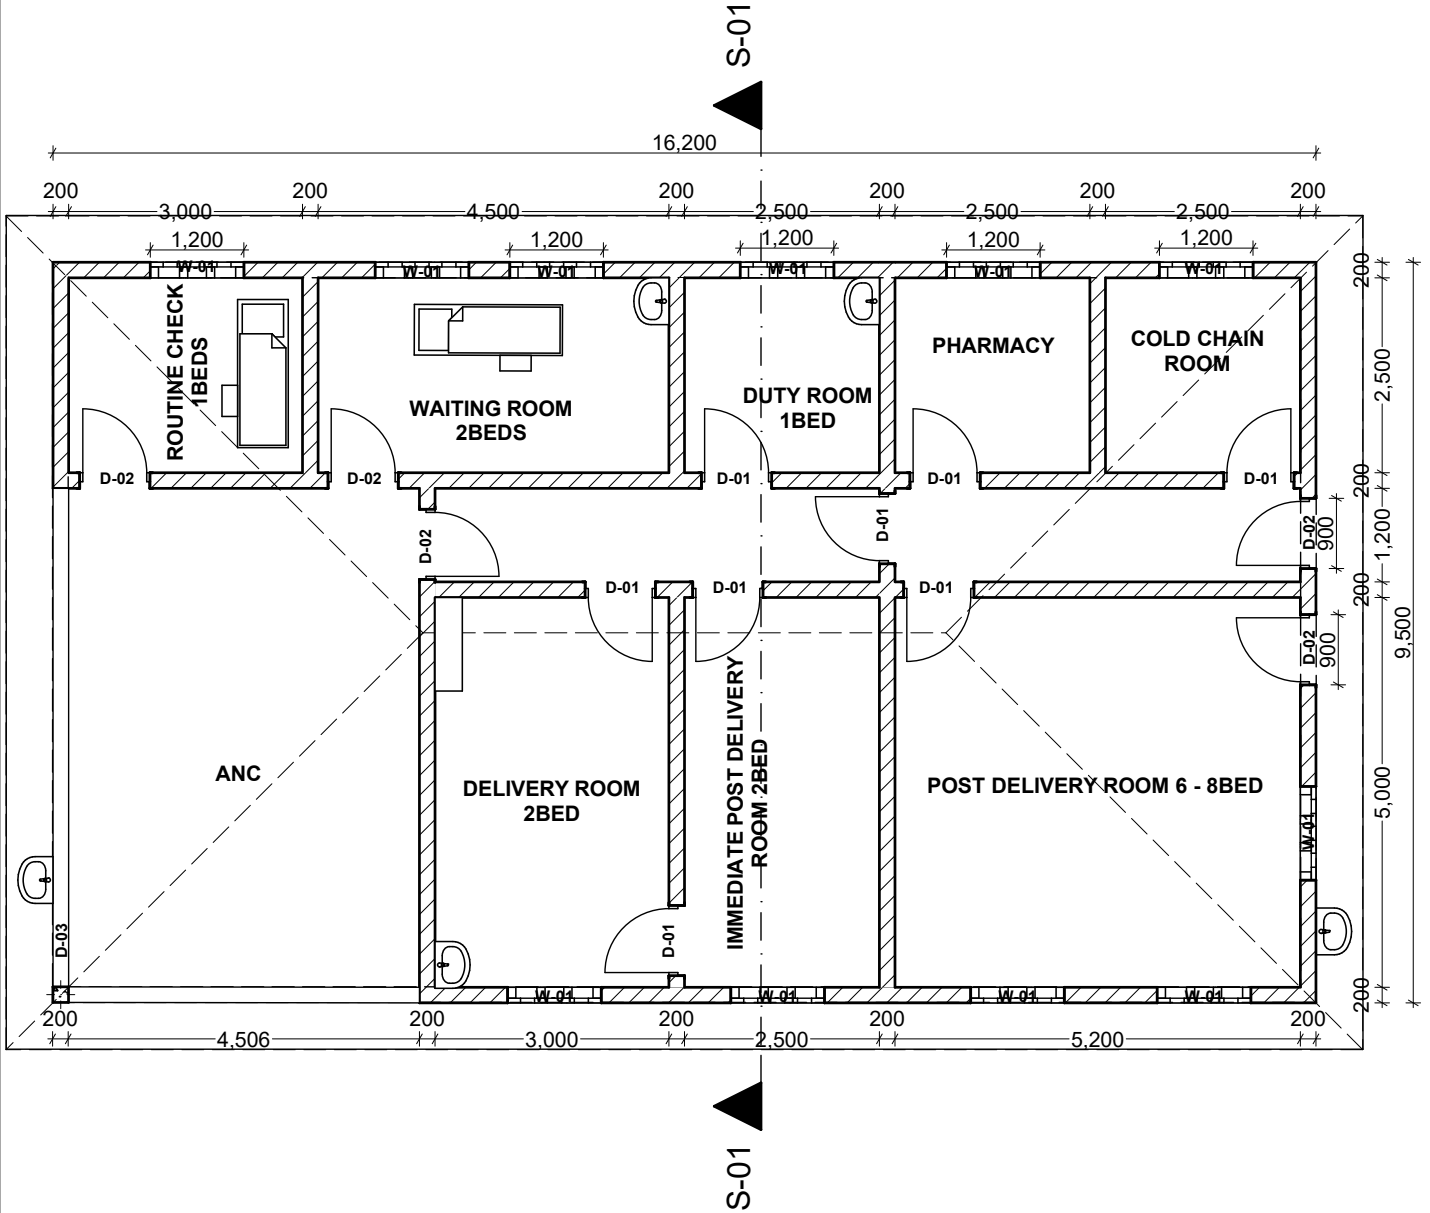 S-01
16,200
200 200 200 200 200 200
3,000 4,500 2,500 2,500 2,500
1,200 1,200 1,200 1,200 1,200
W-01 W-01 W-01 W-01 W-01 W-01
200
ROUTINE CHECK
1BEDS
WAITING ROOM
2BEDS
DUTY ROOM
1BED
PHARMACY
COLD CHAIN
ROOM
2,500
D-02 D-02 D-01 D-01 D-01
200
D-02
D-01
D-02
900
1,200
D-01 D-01 D-01
200
D-02
900
9,500
ANC
DELIVERY ROOM
2BED
IMMEDIATE POST DELIVERY
ROOM 2BED
POST DELIVERY ROOM 6 - 8BED
5,000
W-01
D-03
D-01
W-01 W-01 W-01 W-01
200
200 200 200 200 200
4,506 3,000 2,500 5,200
S-01